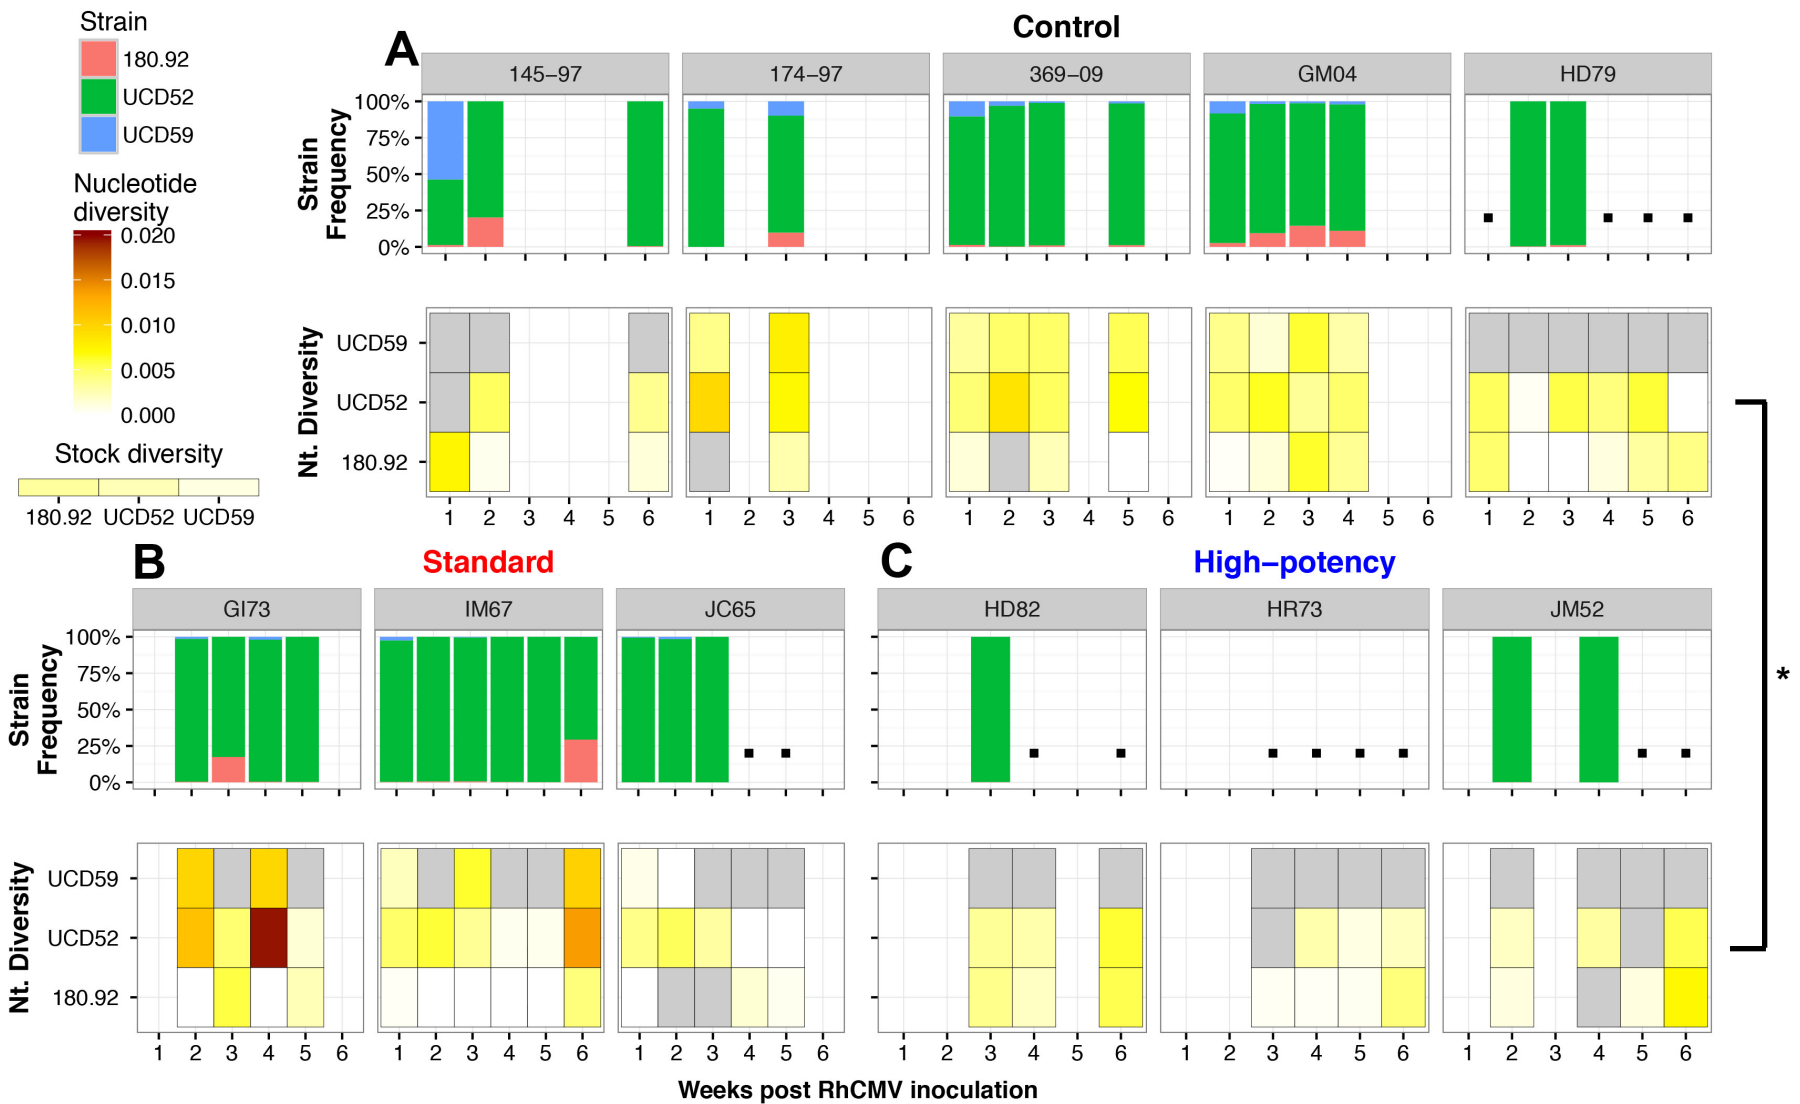 Strain
180.92
UCD52
UCD59
Nucleotide
diversity
0.020
0.015
0.010
0.005
0.000
Stock diversity
180.92 UCD52 UCD59
A
Control
145−97 174−97 369−09 GM04 HD79
Strain
Frequency
100%
75%
50%
25%
0%
Nt. Diversity
UCD59
UCD52
180.92
1 2 3 4 5 6 1 2 3 4 5 6 1 2 3 4 5 6 1 2 3 4 5 6 1 2 3 4 5 6
*
B
Standard
GI73 IM67 JC65
Strain
Frequency
100%
75%
50%
25%
0%
Nt. Diversity
UCD59
UCD52
180.92
1 2 3 4 5 6 1 2 3 4 5 6 1 2 3 4 5 6
C
High−potency
HD82 HR73 JM52
1 2 3 4 5 6 1 2 3 4 5 6 1 2 3 4 5 6
Weeks post RhCMV inoculation